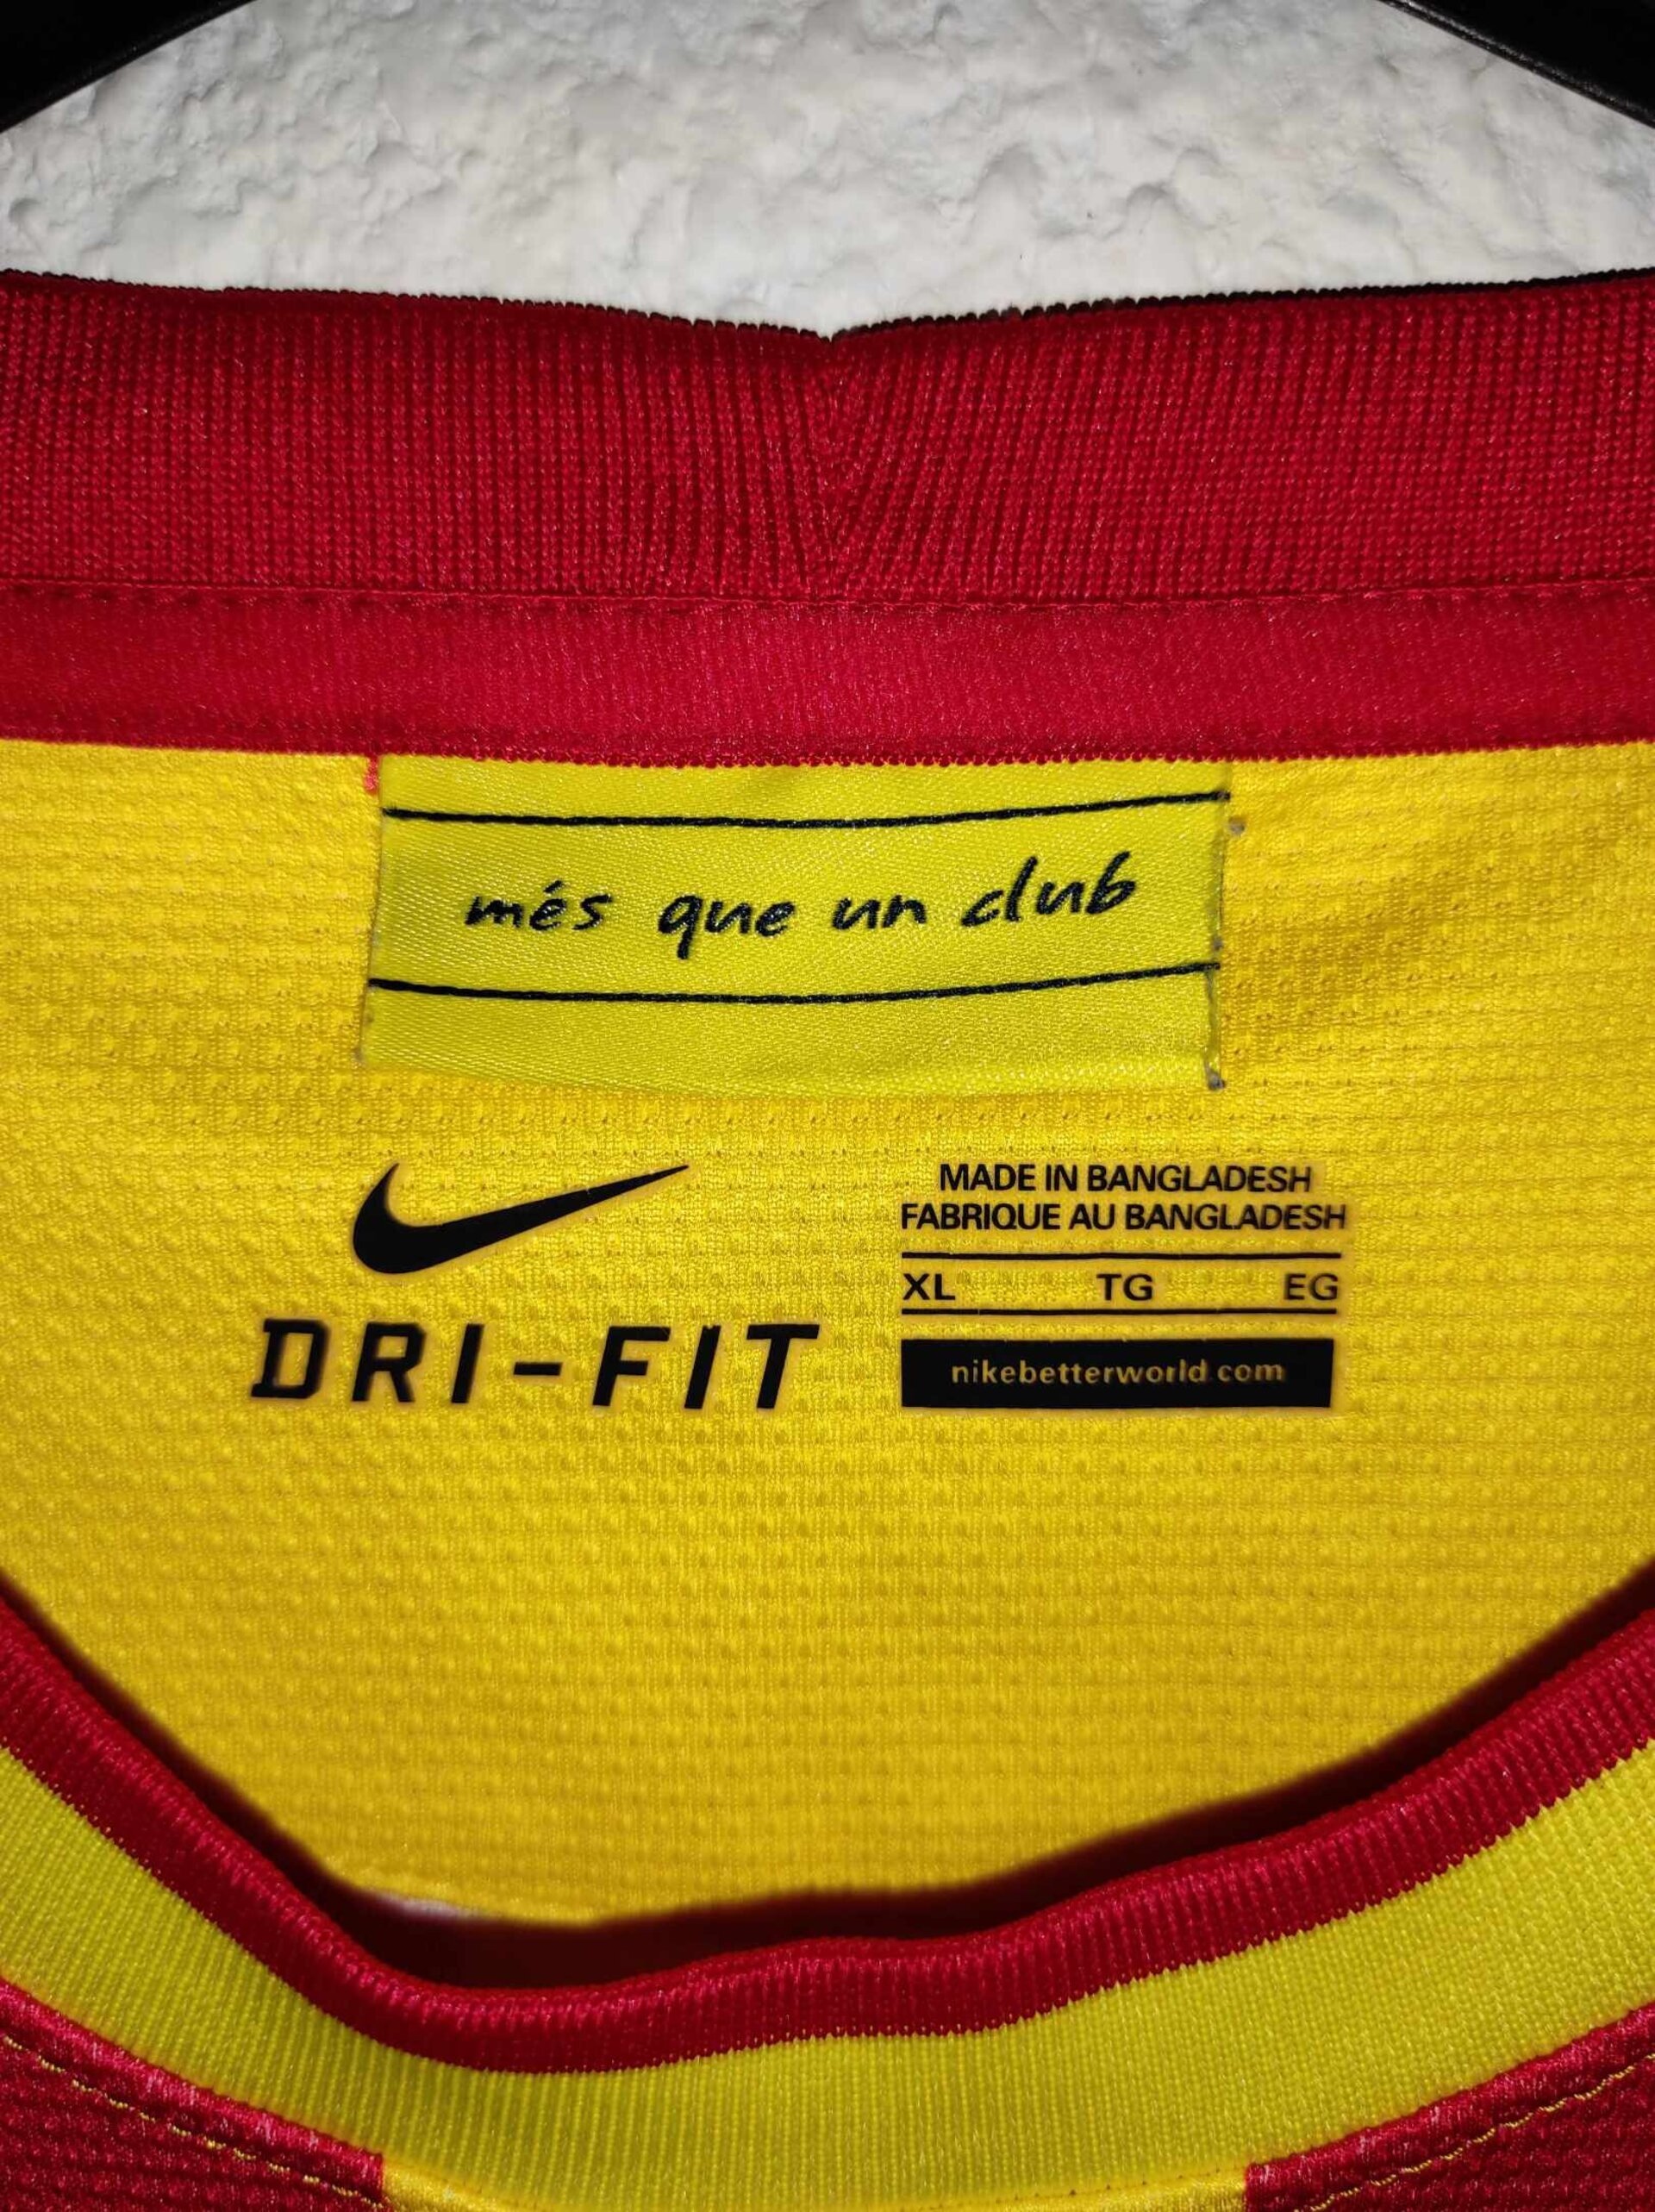 més que un club
DRI-FIT
MADE IN BANGLADESH
FABRIQUE AU BANGLADESH
XL TG EG
nikebetterworld.com